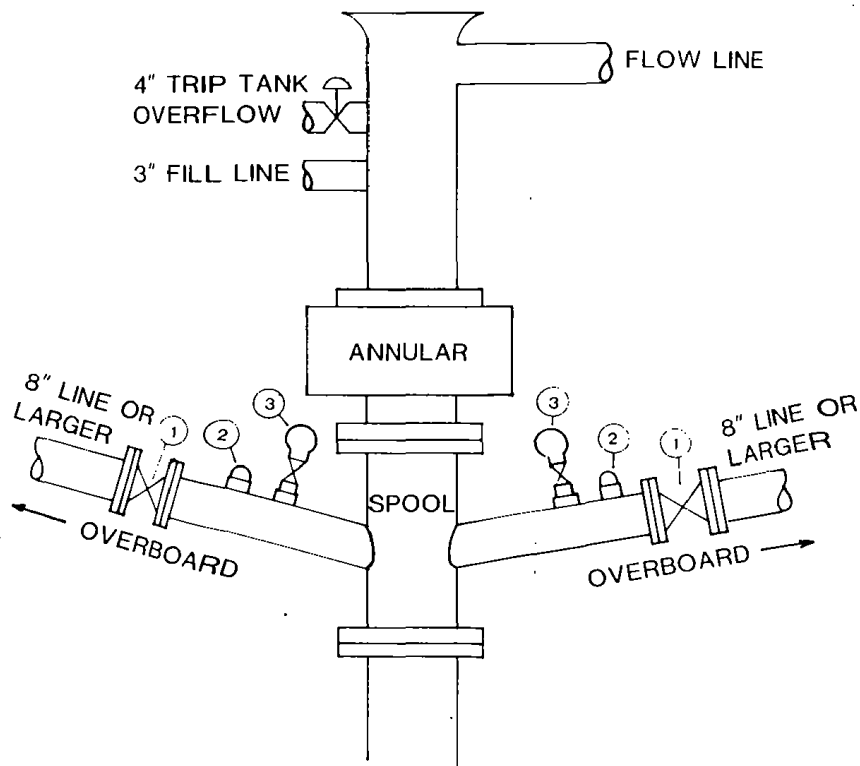 FLOW LINE
4" TRIP TANK
OVERFLOW
3" FILL LINE
ANNULAR
8" LINE OR
LARGER
1
2
3
3
2
1
8" LINE OR
LARGER
SPOOL
OVERBOARD
OVERBOARD